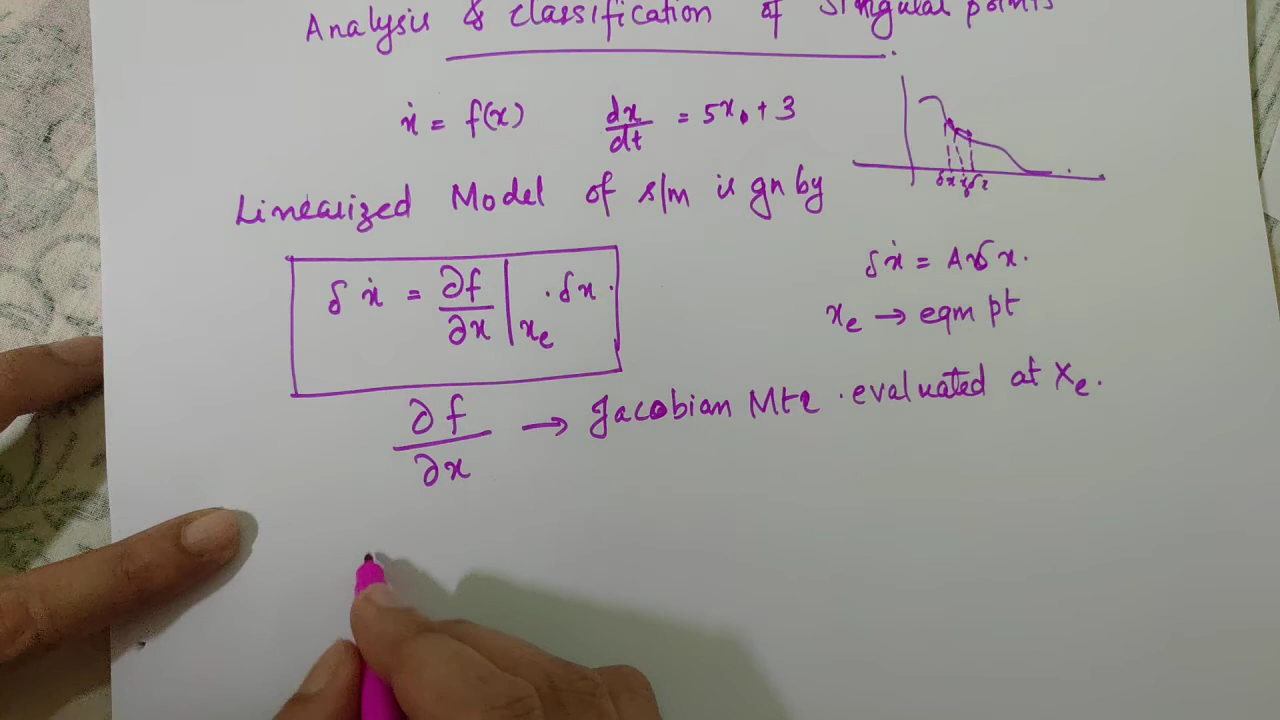 Analysis & classification of Singular points
ẋ = f(x) dx/dt = 5x + 3
Linearized Model of s/m is gn by
δẋ = ∂f/∂x | xe . δx .
δẋ = Aδx .
xe → eqm pt
∂f/∂x → Jacobian Mtx . evaluated at Xe .